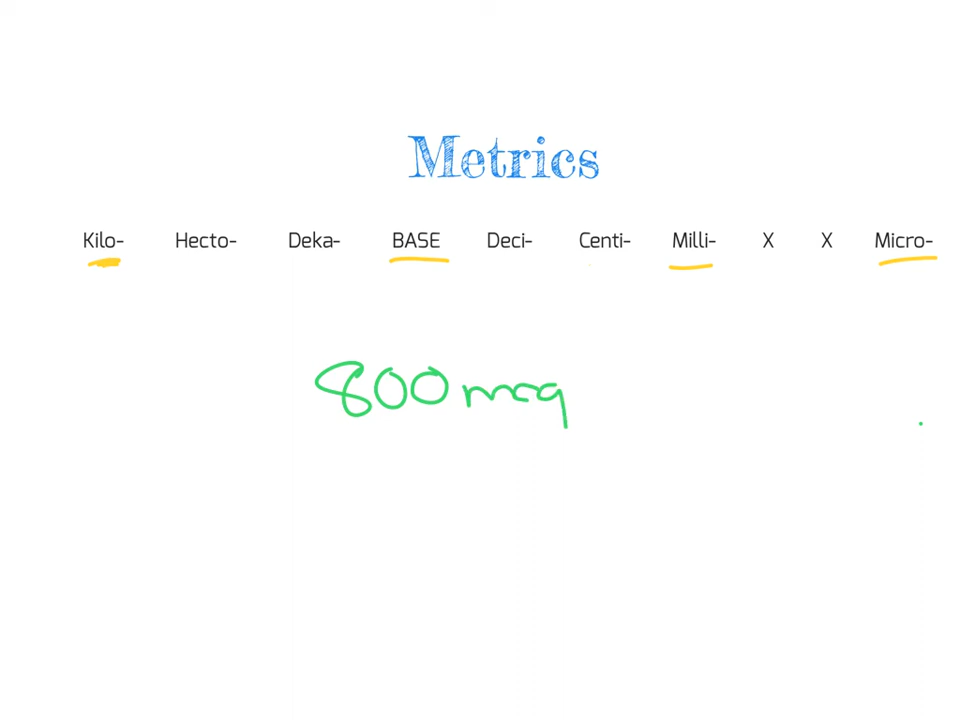 Metrics
Kilo- Hecto- Deka- BASE Deci- Centi- Milli- X X Micro-
800 mcg